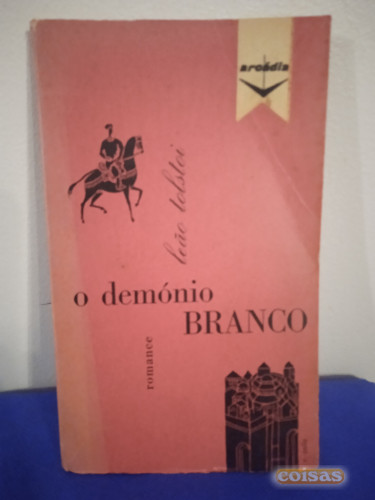 arcádia
leão tolstoi
o demónio
BRANCO
romance
coisas